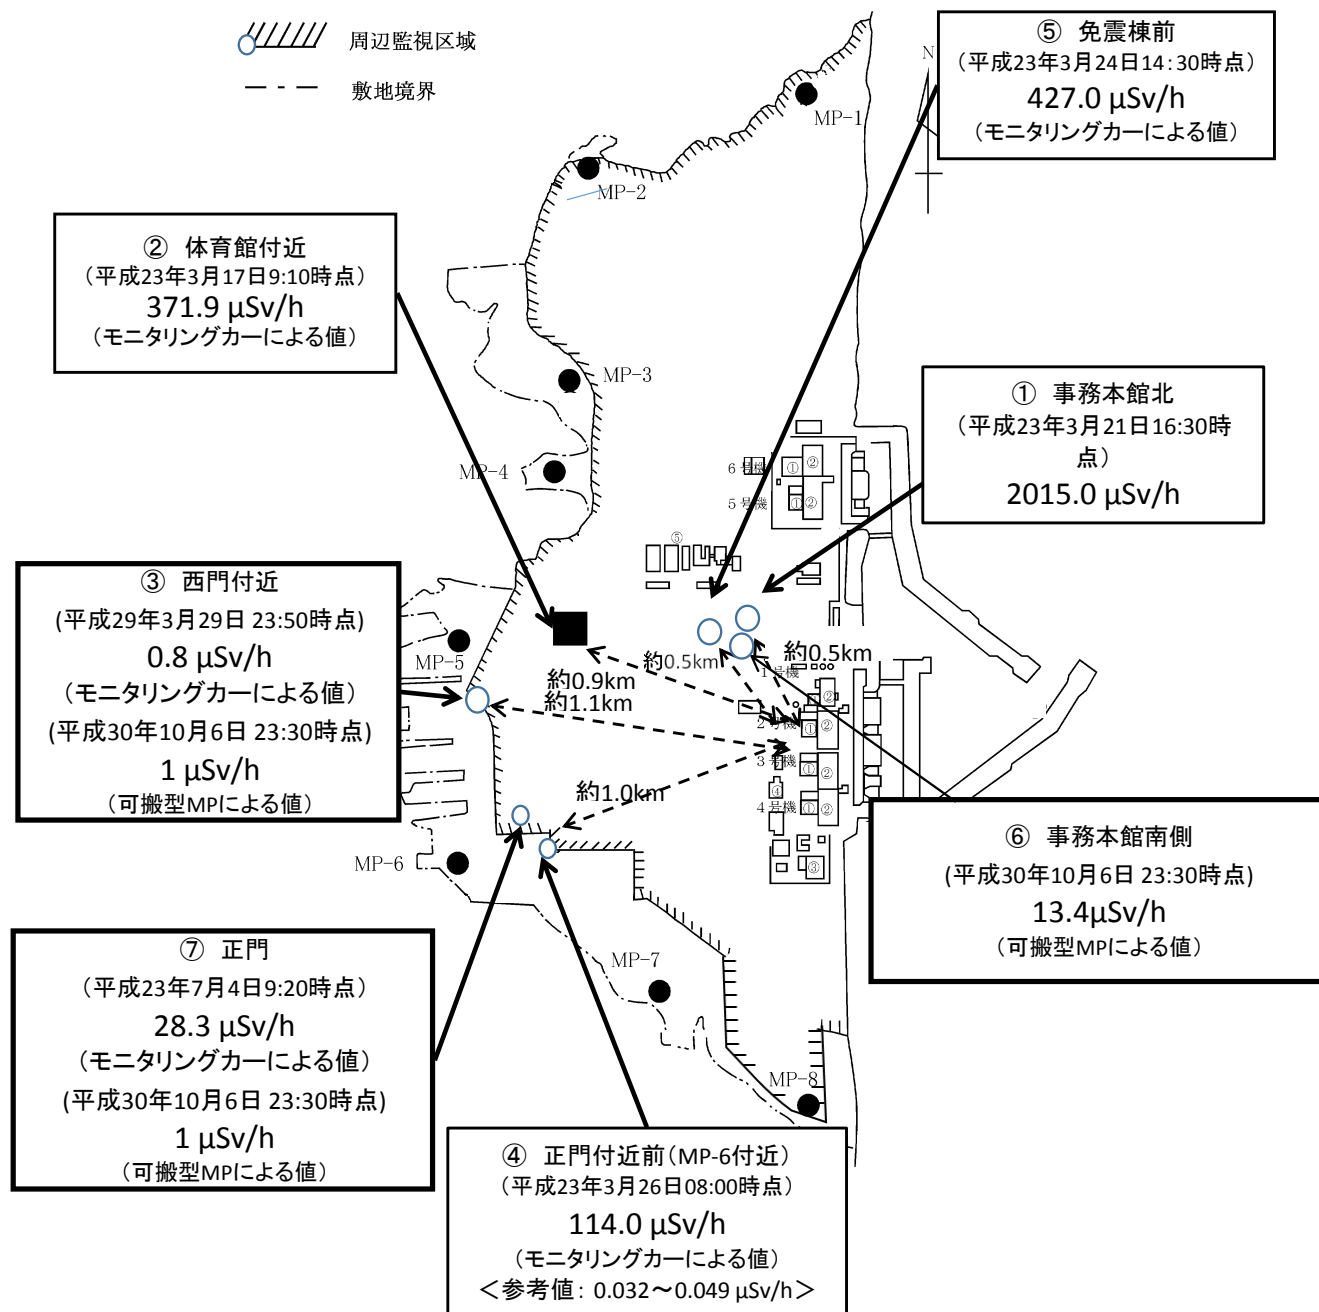 周辺監視区域
敷地境界
⑤ 免震棟前
(平成23年3月24日14:30時点)
427.0 μSv/h
(モニタリングカーによる値)
N
MP-1
MP-2
② 体育館付近
(平成23年3月17日9:10時点)
371.9 μSv/h
(モニタリングカーによる値)
MP-3
① 事務本館北
(平成23年3月21日16:30時
点)
2015.0 μSv/h
MP-4
6号機
①
②
5号機
①
②
⑤
③ 西門付近
(平成29年3月29日 23:50時点)
0.8 μSv/h
(モニタリングカーによる値)
(平成30年10月6日 23:30時点)
1 μSv/h
(可搬型MPによる値)
MP-5
約0.5km
約0.5km
1号機
②
約0.9km
約1.1km
2号機
①
②
3号機
①
②
約1.0km
④
4号機
①
②
③
MP-6
⑥ 事務本館南側
(平成30年10月6日 23:30時点)
13.4μSv/h
(可搬型MPによる値)
⑦ 正門
(平成23年7月4日9:20時点)
28.3 μSv/h
(モニタリングカーによる値)
(平成30年10月6日 23:30時点)
1 μSv/h
(可搬型MPによる値)
MP-7
MP-8
④ 正門付近前(MP-6付近)
(平成23年3月26日08:00時点)
114.0 μSv/h
(モニタリングカーによる値)
<参考値: 0.032~0.049 μSv/h>